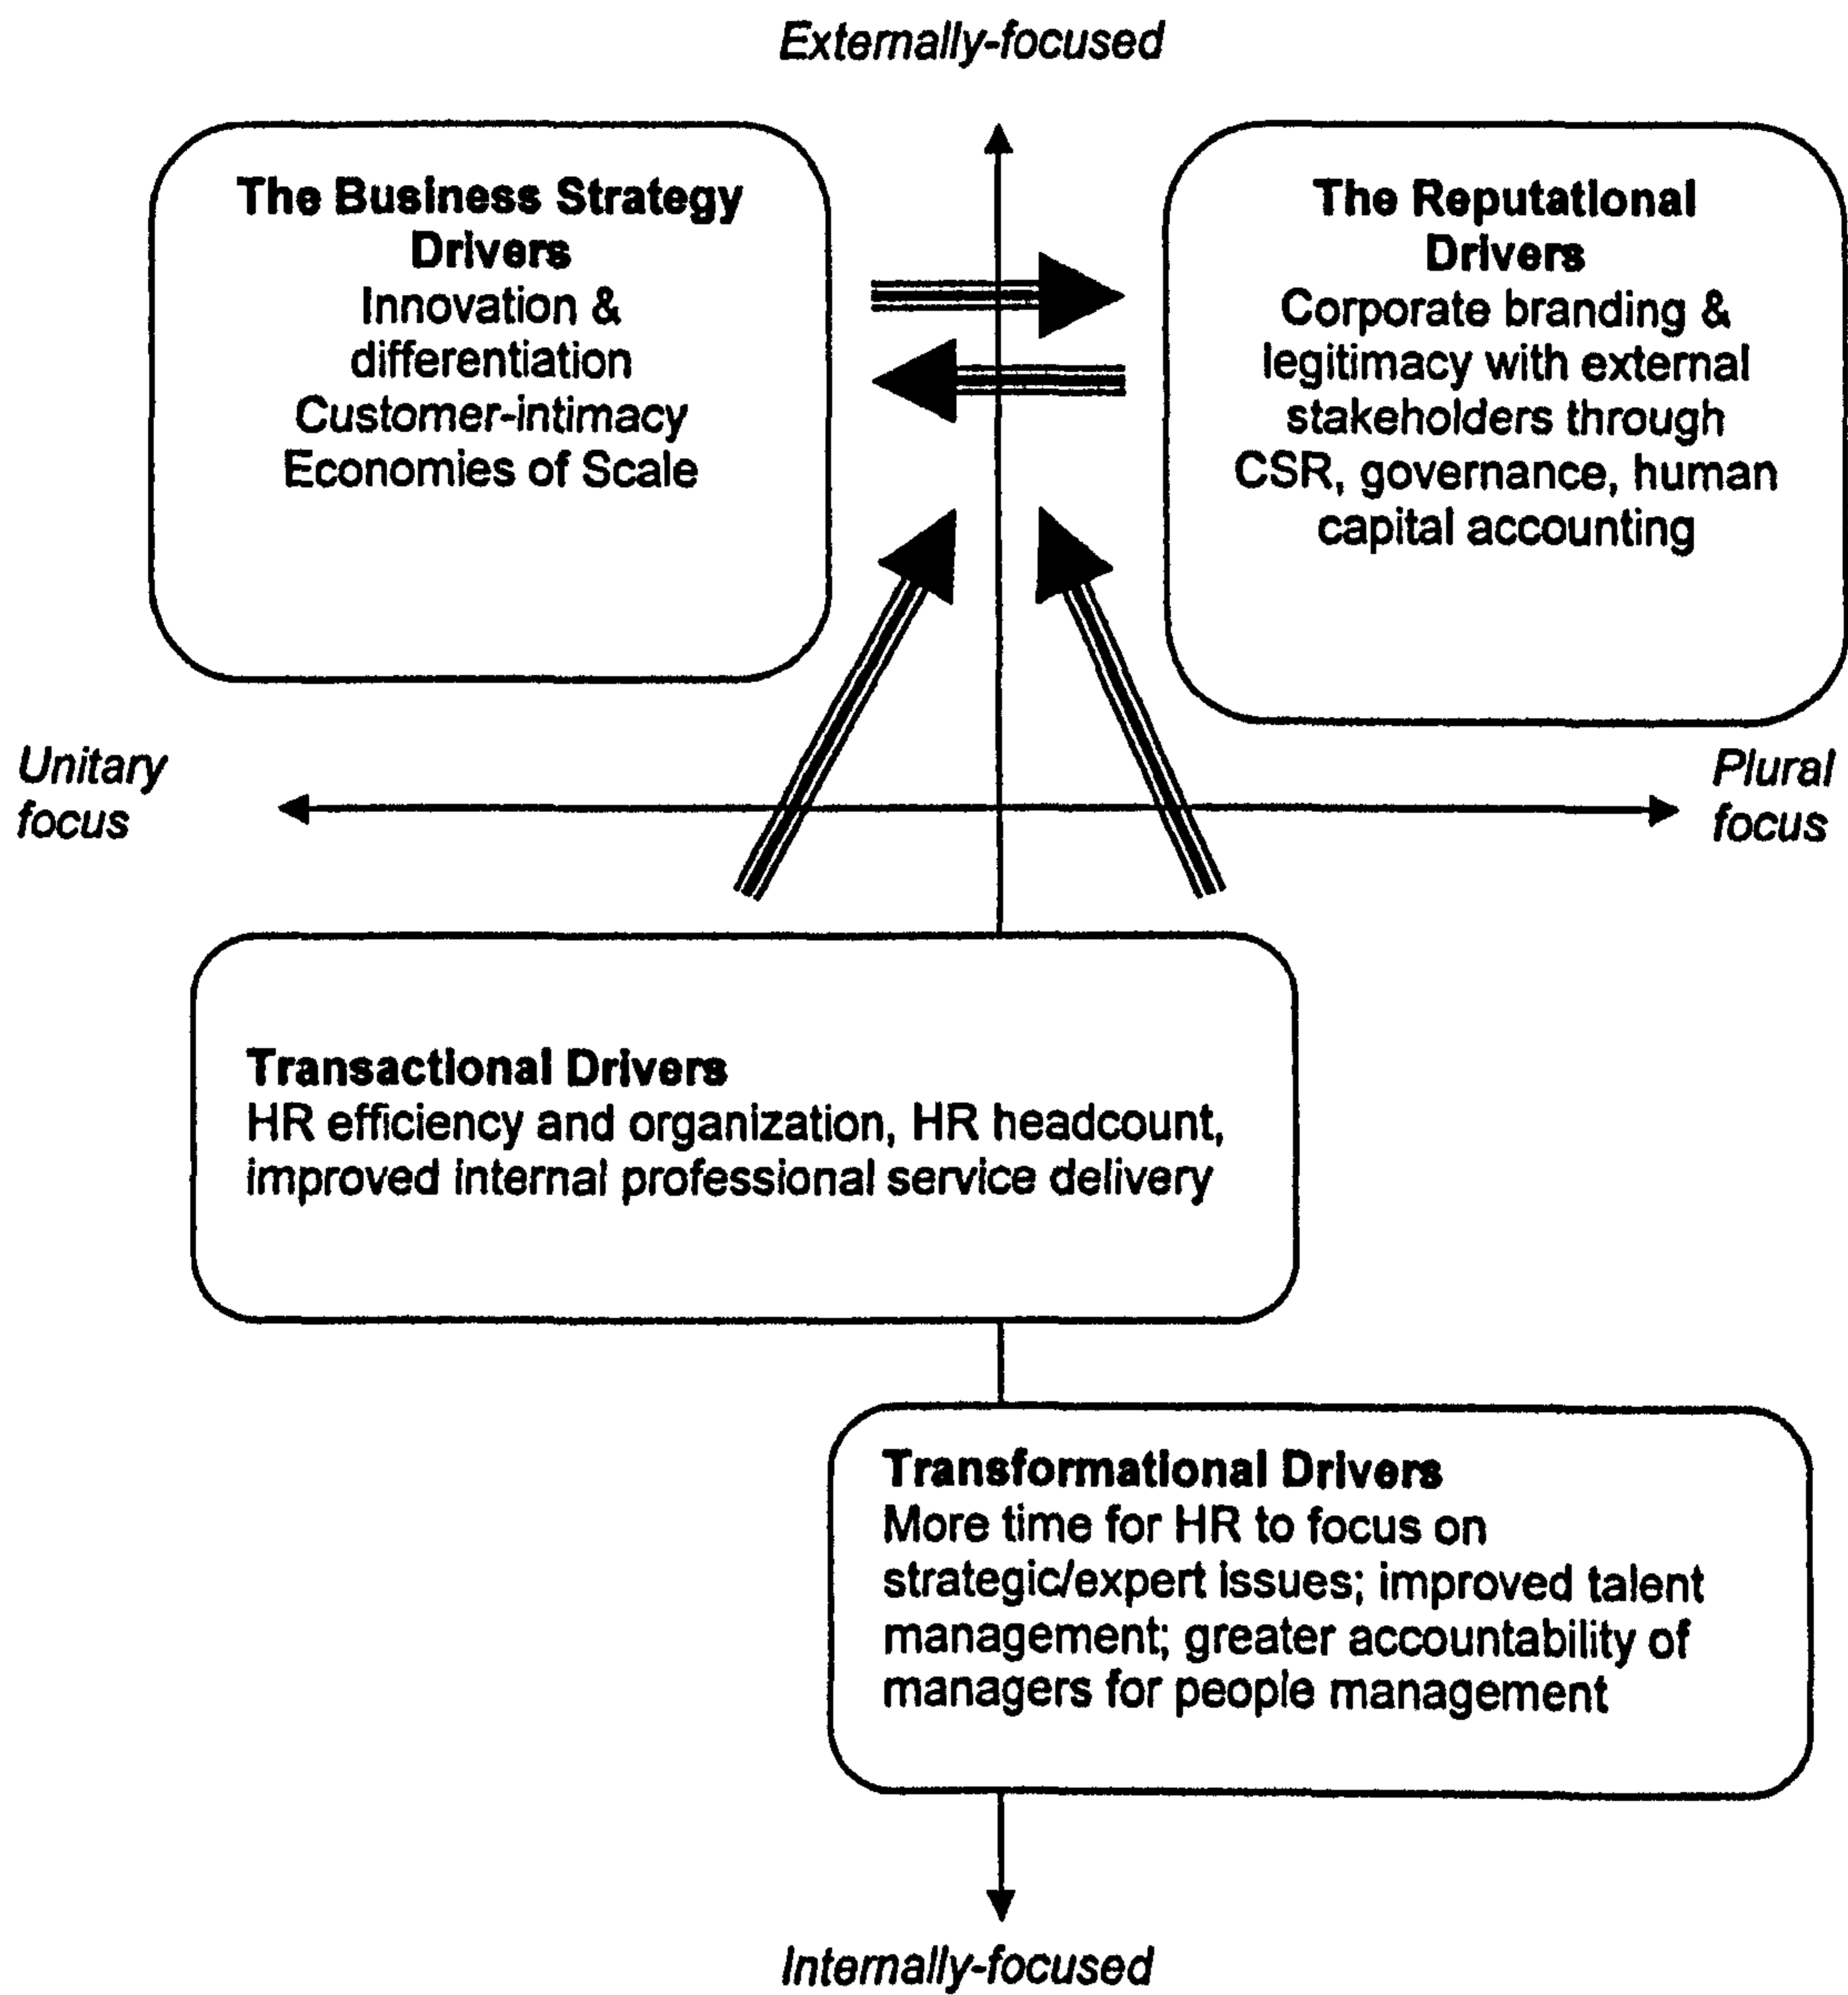 Externally-focused
The Business Strategy
Drivers
Innovation &
differentiation
Customer-intimacy
Economies of Scale
The Reputational
Drivers
Corporate branding &
legitimacy with external
stakeholders through
CSR, governance, human
capital accounting
Unitary
focus
Plural
focus
Transactional Drivers
HR efficiency and organization, HR headcount,
improved internal professional service delivery
Transformational Drivers
More time for HR to focus on
strategic/expert issues; improved talent
management; greater accountability of
managers for people management
Internally-focused